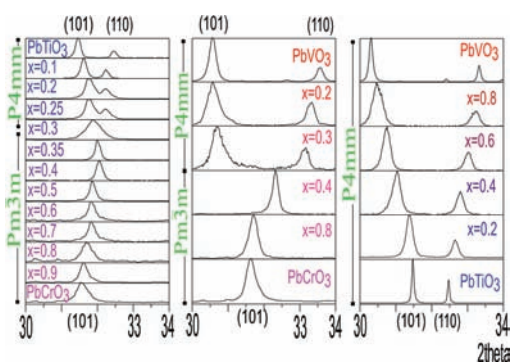 (101) (110)
P4mm
Pm3m
PbTiO3
x=0.1
x=0.2
x=0.25
x=0.3
x=0.35
x=0.4
x=0.5
x=0.6
x=0.7
x=0.8
x=0.9
PbCrO3
(101)
30 34
(101) (110)
P4mm
Pm3m
PbVO3
x=0.2
x=0.3
x=0.4
x=0.8
PbCrO3
(101)
30 33 34
P4mm
PbVO3
x=0.8
x=0.6
x=0.4
x=0.2
PbTiO3
(101) (110)
30 34
2theta